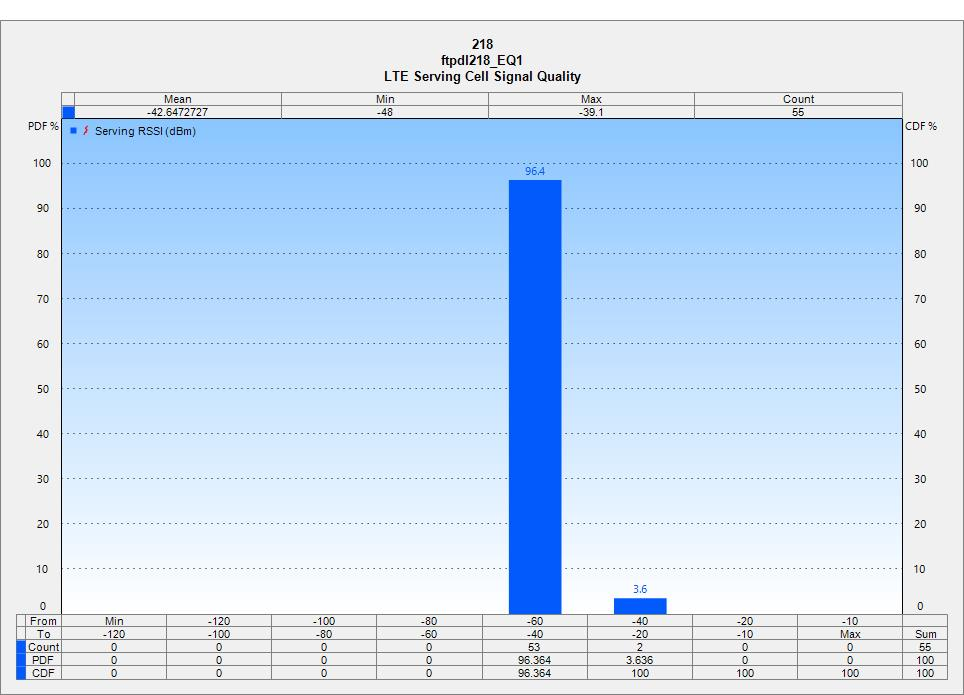 218
ftpdl218_EQ1
LTE Serving Cell Signal Quality
Mean Min Max Count
-42.6472727 -48 -39.1 55
PDF % Serving RSSI (dBm) CDF %
100 100
96.4
90 90
80 80
70 70
60 60
50 50
40 40
30 30
20 20
10 10
3.6
0 0
From Min -120 -100 -80 -60 -40 -20 -10
To -120 -100 -80 -60 -40 -20 -10 Max Sum
Count 0 0 0 0 53 2 0 0 55
PDF 0 0 0 0 96.364 3.636 0 0 100
CDF 0 0 0 0 96.364 100 100 100 100